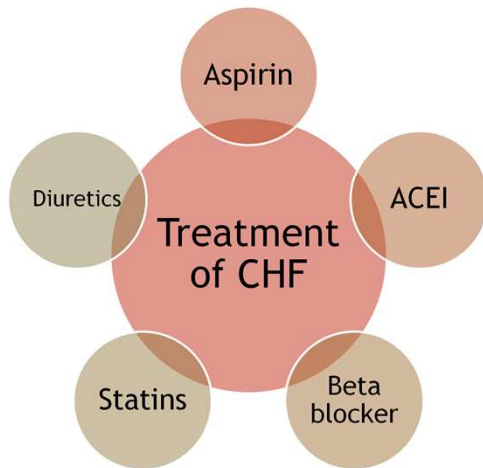 Aspirin
Diuretics
ACEI
Treatment
of CHF
Statins
Beta
blocker